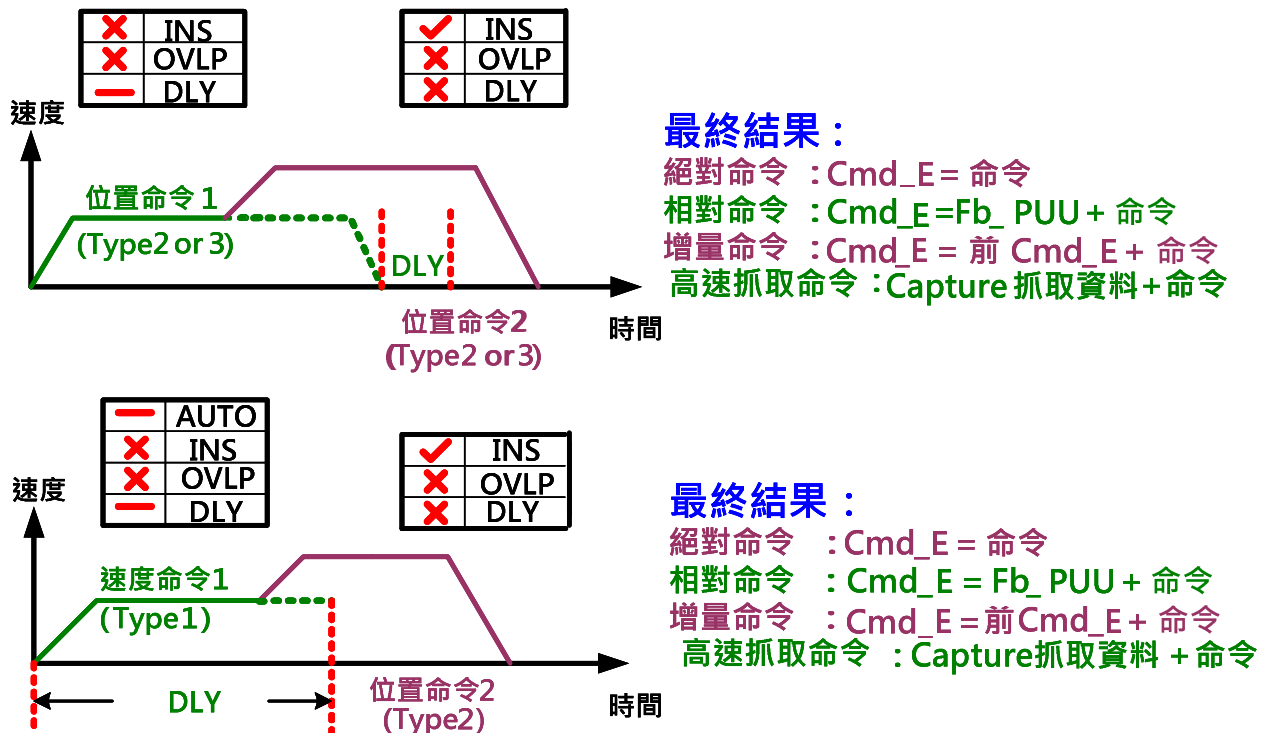 INS
OVLP
DLY
INS
OVLP
DLY
速度
位置命令 1
(Type2 or 3)
DLY
位置命令2
(Type2 or 3)
時間
最終結果：
絕對命令 ：Cmd_E = 命令
相對命令 ：Cmd_E =Fb_ PUU + 命令
增量命令 ：Cmd_E = 前 Cmd_E + 命令
高速抓取命令 ：Capture 抓取資料 + 命令
AUTO
INS
OVLP
DLY
INS
OVLP
DLY
速度
速度命令1
(Type1)
DLY
位置命令2
(Type2)
時間
最終結果：
絕對命令 ：Cmd_E = 命令
相對命令 ：Cmd_E = Fb_ PUU + 命令
增量命令 ：Cmd_E = 前Cmd_E + 命令
高速抓取命令 ：Capture抓取資料 + 命令